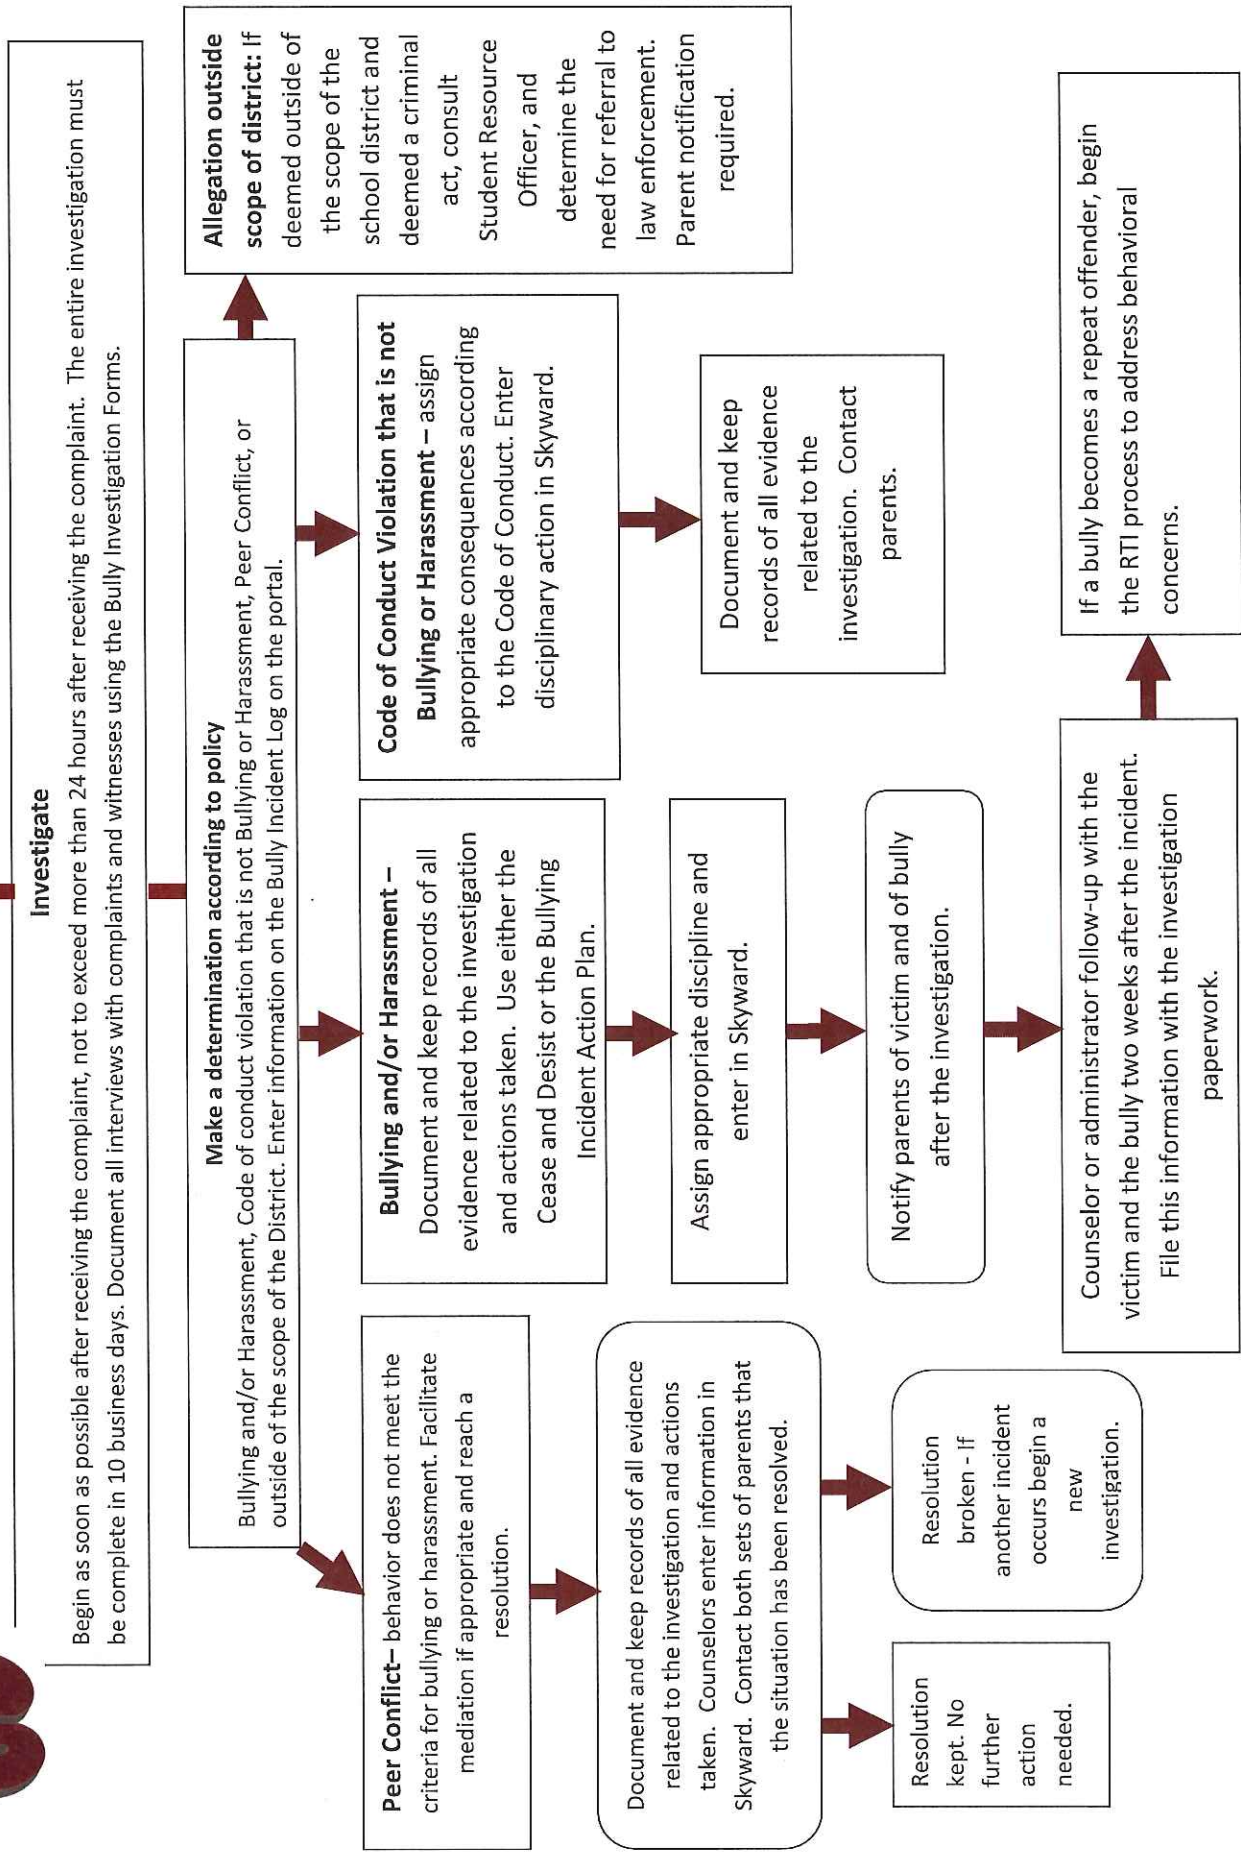 Investigate
Begin as soon as possible after receiving the complaint, not to exceed more than 24 hours after receiving the complaint. The entire investigation must
be complete in 10 business days. Document all interviews with complaints and witnesses using the Bully Investigation Forms.
Make a determination according to policy
Bullying and/or Harassment, Code of conduct violation that is not Bullying or Harassment, Peer Conflict, or
outside of the scope of the District. Enter information on the Bully Incident Log on the portal.
Peer Conflict– behavior does not meet the
criteria for bullying or harassment. Facilitate
mediation if appropriate and reach a
resolution.
Document and keep records of all evidence
related to the investigation and actions
taken. Counselors enter information in
Skyward. Contact both sets of parents that
the situation has been resolved.
Resolution
kept. No
further
action
needed.
Resolution
broken - If
another incident
occurs begin a
new
investigation.
Bullying and/or Harassment –
Document and keep records of all
evidence related to the investigation
and actions taken. Use either the
Cease and Desist or the Bullying
Incident Action Plan.
Assign appropriate discipline and
enter in Skyward.
Notify parents of victim and of bully
after the investigation.
Counselor or administrator follow-up with the
victim and the bully two weeks after the incident.
File this information with the investigation
paperwork.
If a bully becomes a repeat offender, begin
the RTI process to address behavioral
concerns.
Code of Conduct Violation that is not
Bullying or Harassment – assign
appropriate consequences according
to the Code of Conduct. Enter
disciplinary action in Skyward.
Document and keep
records of all evidence
related to the
investigation. Contact
parents.
Allegation outside
scope of district: If
deemed outside of
the scope of the
school district and
deemed a criminal
act, consult
Student Resource
Officer, and
determine the
need for referral to
law enforcement.
Parent notification
required.